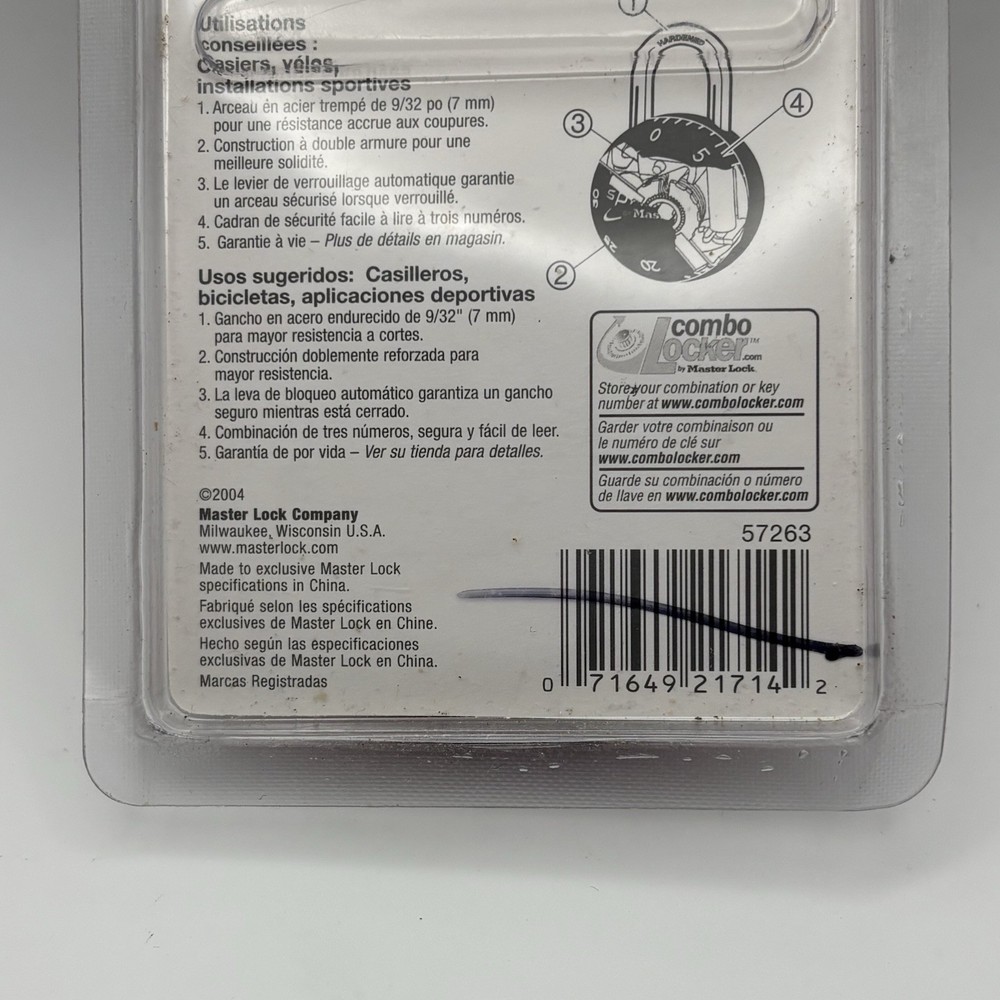 Utilisations
conseillées :
Casiers, vélos,
installations sportives
1. Arceau en acier trempé de 9/32 po (7 mm)
pour une résistance accrue aux coupures.
2. Construction à double armure pour une
meilleure solidité.
3. Le levier de verrouillage automatique garantie
un arceau sécurisé lorsque verrouillé.
4. Cadran de sécurité facile à lire à trois numéros.
5. Garantie à vie – Plus de détails en magasin.
Usos sugeridos: Casilleros,
bicicletas, aplicaciones deportivas
1. Gancho en acero endurecido de 9/32" (7 mm)
para mayor resistencia a cortes.
2. Construcción doblemente reforzada para
mayor resistencia.
3. La leva de bloqueo automático garantiza un gancho
seguro mientras está cerrado.
4. Combinación de tres números, segura y fácil de leer.
5. Garantía de por vida – Ver su tienda para detalles.
©2004
Master Lock Company
Milwaukee, Wisconsin U.S.A.
www.masterlock.com
Made to exclusive Master Lock
specifications in China.
Fabriqué selon les spécifications
exclusives de Master Lock en Chine.
Hecho según las especificaciones
exclusivas de Master Lock en China.
Marcas Registradas
1
HARDENED
3
4
0
5
30
20
2
combo
Locker™.com
by Master Lock
Store your combination or key
number at www.combolocker.com
Garder votre combinaison ou
le numéro de clé sur
www.combolocker.com
Guarde su combinación o número
de llave en www.combolocker.com
57263
0 71649 21714 2